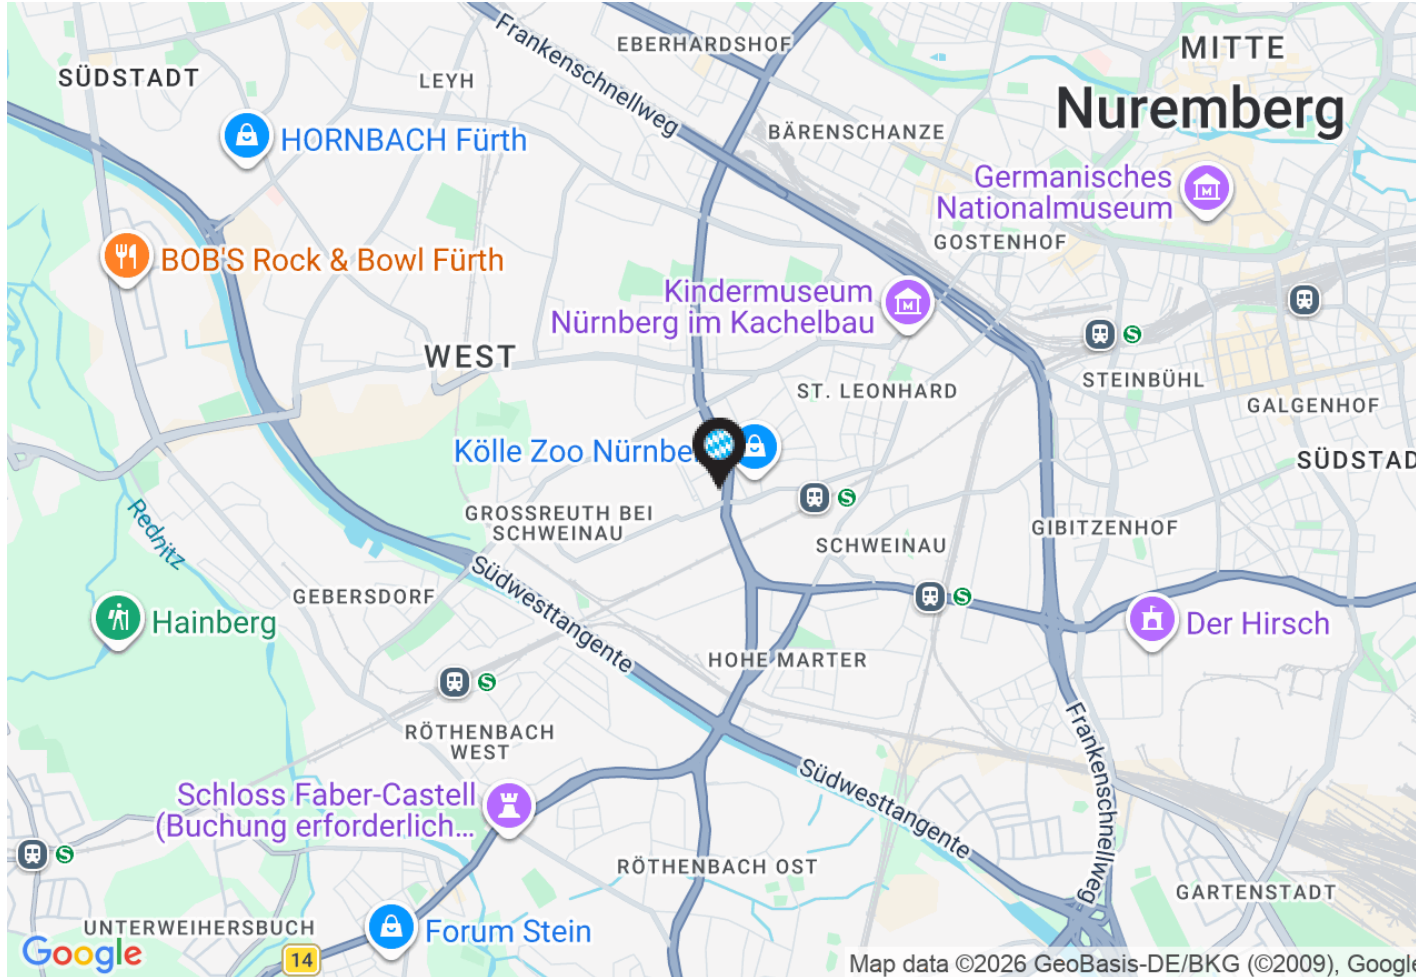 EBERHARDSHOF
MITTE
SÜDSTADT
LEYH
Frankenschnellweg
Nuremberg
BÄRENSCHANZE
HORNBACH Fürth
Germanisches
Nationalmuseum
GOSTENHOF
BOB'S Rock & Bowl Fürth
Kindermuseum
Nürnberg im Kachelbau
S
WEST
STEINBÜHL
ST. LEONHARD
GALGENHOF
Kölle Zoo Nürnbe
SÜDSTAD
S
GROSSREUTH BEI
SCHWEINAU
Rednitz
GIBITZENHOF
SCHWEINAU
Südwesttangente
GEBERSDORF
S
Hainberg
Der Hirsch
HOHE MARTER
S
RÖTHENBACH
WEST
Frankenschnellweg
Südwesttangente
Schloss Faber-Castell
(Buchung erforderlich...
S
RÖTHENBACH OST
GARTENSTADT
UNTERWEIHERSBUCH
Forum Stein
Google
14
Map data ©2026 GeoBasis-DE/BKG (©2009), Google